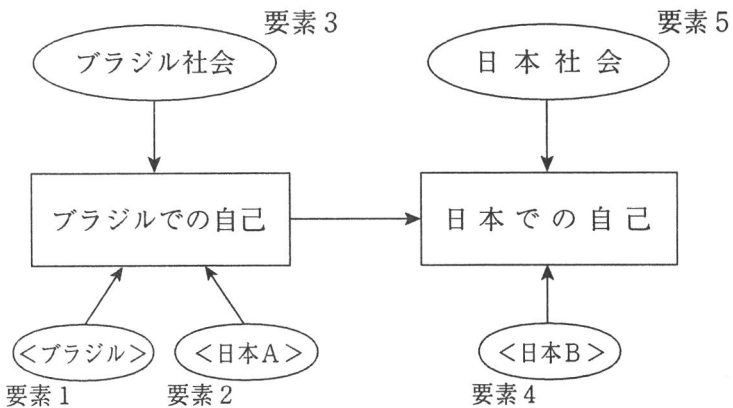 要素3
要素5
ブラジル社会
日本社会
ブラジルでの自己
日本での自己
<ブラジル>
<日本A>
<日本B>
要素1
要素2
要素4